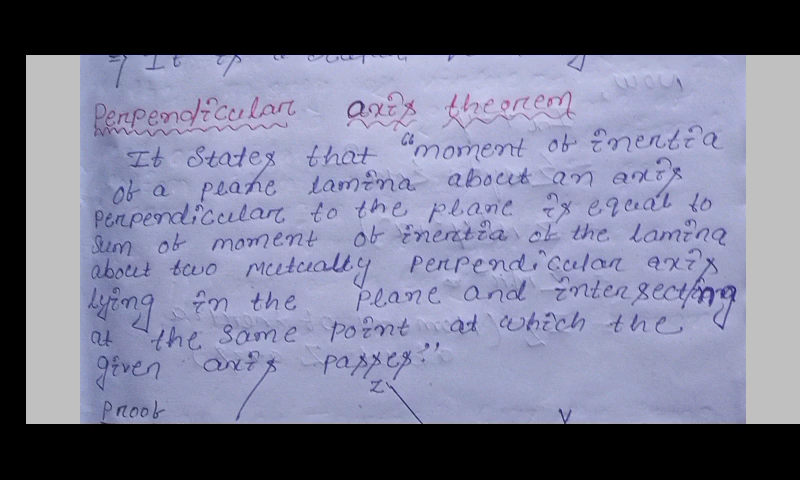 ⇒ It is a
Perpendicular axis theorem
It states that "moment of inertia
of a plane lamina about an axis
perpendicular to the plane is equal to
sum of moment of inertia of the lamina
about two mutually perpendicular axis
lying in the plane and intersecting
at the same point at which the
given axis passes."
Z
Proof
Y